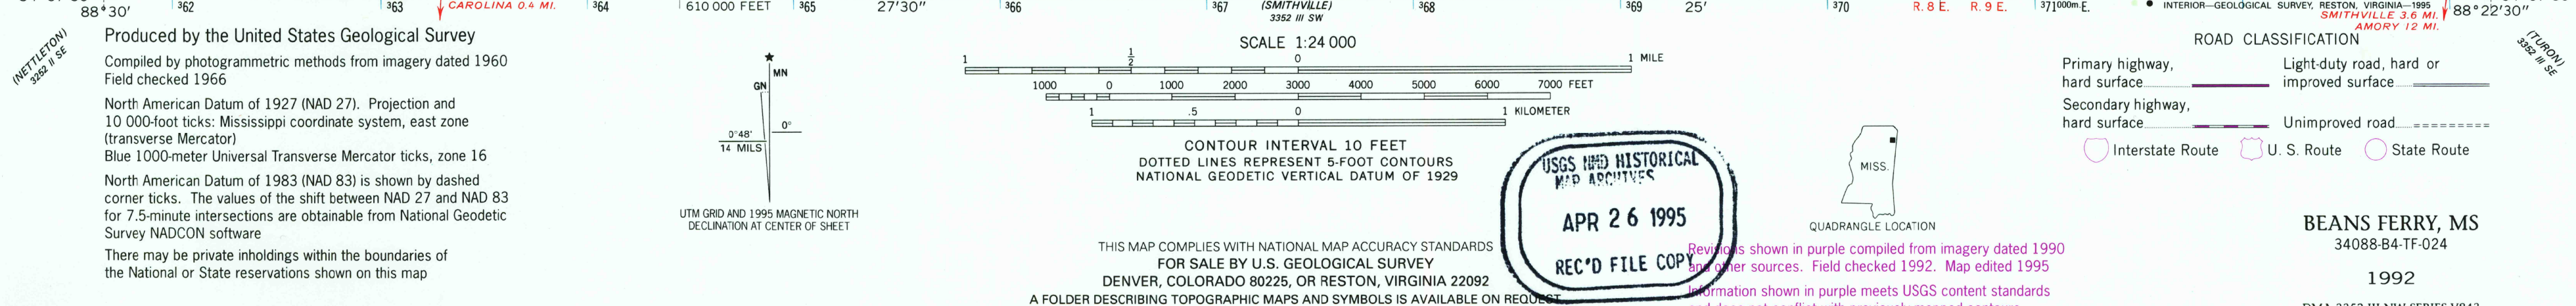 88°30'
362
363
CAROLINA 0.4 MI.
364
610 000 FEET
365
27'30"
366
367
(SMITHVILLE)
3352 III SW
368
369
25'
370
R. 8 E. R. 9 E.
371000m.E.
INTERIOR—GEOLOGICAL SURVEY, RESTON, VIRGINIA—1995
SMITHVILLE 3.6 MI.
AMORY 12 MI.
88°22'30"
(NETTLETON)
3252 II SE
Produced by the United States Geological Survey
Compiled by photogrammetric methods from imagery dated 1960
Field checked 1966
North American Datum of 1927 (NAD 27). Projection and
10 000-foot ticks: Mississippi coordinate system, east zone
(transverse Mercator)
Blue 1000-meter Universal Transverse Mercator ticks, zone 16
North American Datum of 1983 (NAD 83) is shown by dashed
corner ticks. The values of the shift between NAD 27 and NAD 83
for 7.5-minute intersections are obtainable from National Geodetic
Survey NADCON software
There may be private inholdings within the boundaries of
the National or State reservations shown on this map
MN
GN
0°48'
14 MILS
0°
UTM GRID AND 1995 MAGNETIC NORTH
DECLINATION AT CENTER OF SHEET
SCALE 1:24 000
1 1/2 0 1 MILE
1000 0 1000 2000 3000 4000 5000 6000 7000 FEET
1 .5 0 1 KILOMETER
CONTOUR INTERVAL 10 FEET
DOTTED LINES REPRESENT 5-FOOT CONTOURS
NATIONAL GEODETIC VERTICAL DATUM OF 1929
THIS MAP COMPLIES WITH NATIONAL MAP ACCURACY STANDARDS
FOR SALE BY U.S. GEOLOGICAL SURVEY
DENVER, COLORADO 80225, OR RESTON, VIRGINIA 22092
A FOLDER DESCRIBING TOPOGRAPHIC MAPS AND SYMBOLS IS AVAILABLE ON REQUEST
USGS NMD HISTORICAL
MAP ARCHIVES
APR 26 1995
REC'D FILE COPY
MISS.
QUADRANGLE LOCATION
Revisions shown in purple compiled from imagery dated 1990
and other sources. Field checked 1992. Map edited 1995
Information shown in purple meets USGS content standards
ROAD CLASSIFICATION
Primary highway,
hard surface
Light-duty road, hard or
improved surface
Secondary highway,
hard surface
Unimproved road
Interstate Route
U. S. Route
State Route
(TURON)
3352 III SE
BEANS FERRY, MS
34088-B4-TF-024
1992